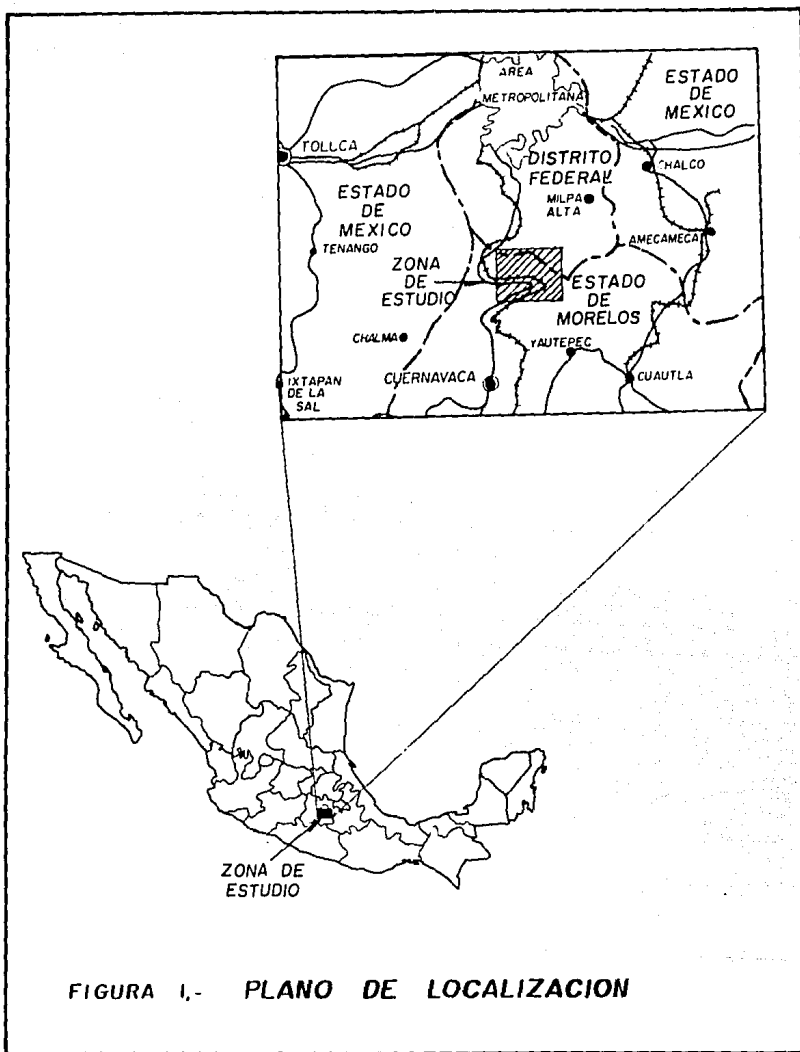 AREA
METROPOLITANA
ESTADO
DE
MEXICO
TOLUCA
DISTRITO
FEDERAL
CHALCO
ESTADO
DE
MEXICO
MILPA
ALTA
TENANGO
AMECAMECA
ZONA
DE
ESTUDIO
ESTADO
DE
MORELOS
CHALMA
YAUTEPEC
IXTAPAN
DE LA
SAL
CUERNAVACA
CUAUTLA
ZONA DE
ESTUDIO
FIGURA 1,- PLANO DE LOCALIZACION